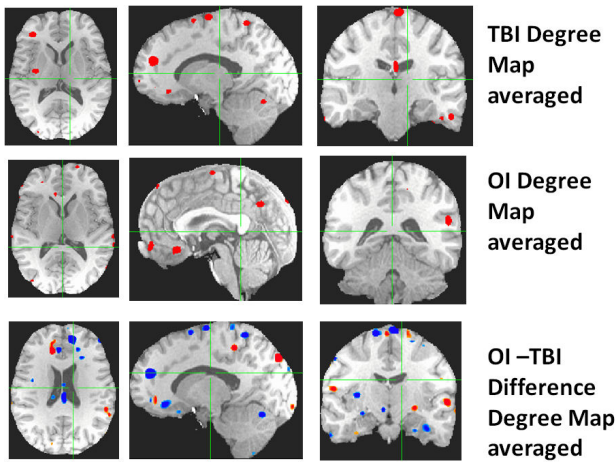 TBI Degree
Map
averaged
OI Degree
Map
averaged
OI –TBI
Difference
Degree Map
averaged